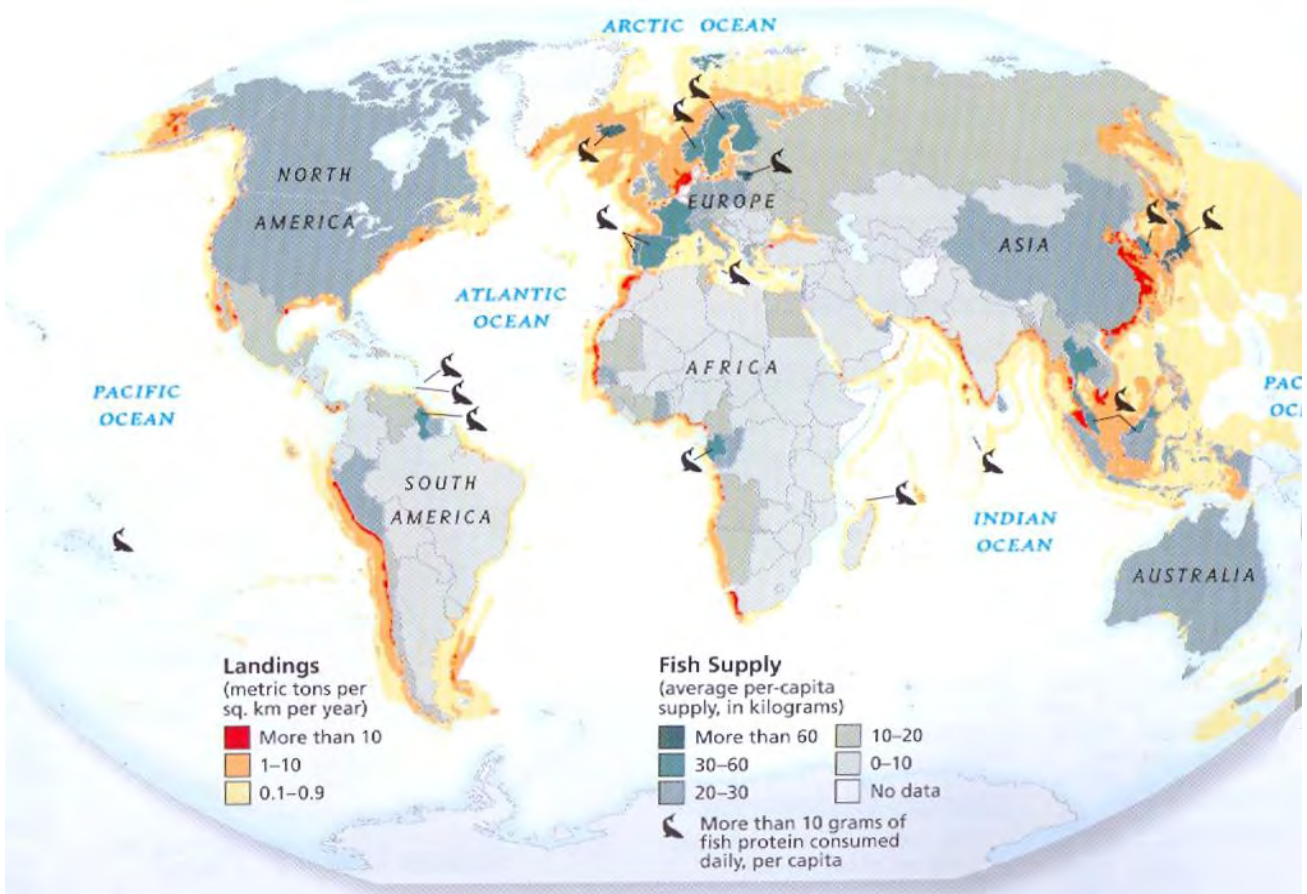 ARCTIC OCEAN
NORTH
AMERICA
EUROPE
ASIA
ATLANTIC
OCEAN
AFRICA
PACIFIC
OCEAN
PAC
OC
SOUTH
AMERICA
INDIAN
OCEAN
AUSTRALIA
Landings
(metric tons per
sq. km per year)
More than 10
1–10
0.1–0.9
Fish Supply
(average per-capita
supply, in kilograms)
More than 60
30–60
20–30
10–20
0–10
No data
More than 10 grams of
fish protein consumed
daily, per capita